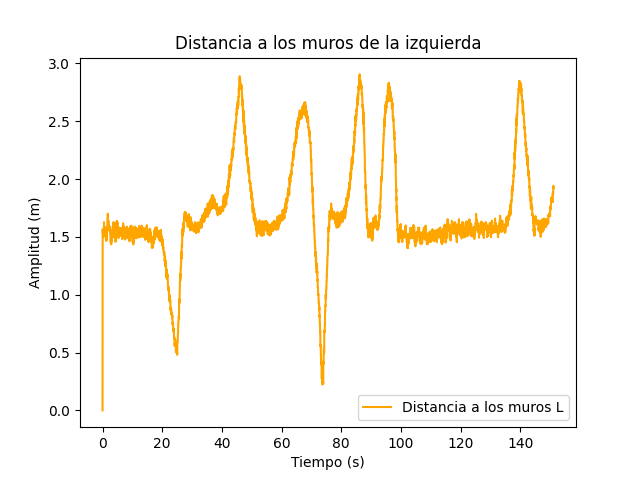 Distancia a los muros de la izquierda
3.0
2.5
2.0
1.5
1.0
0.5
0.0
Amplitud (m)
Distancia a los muros L
0 20 40 60 80 100 120 140
Tiempo (s)